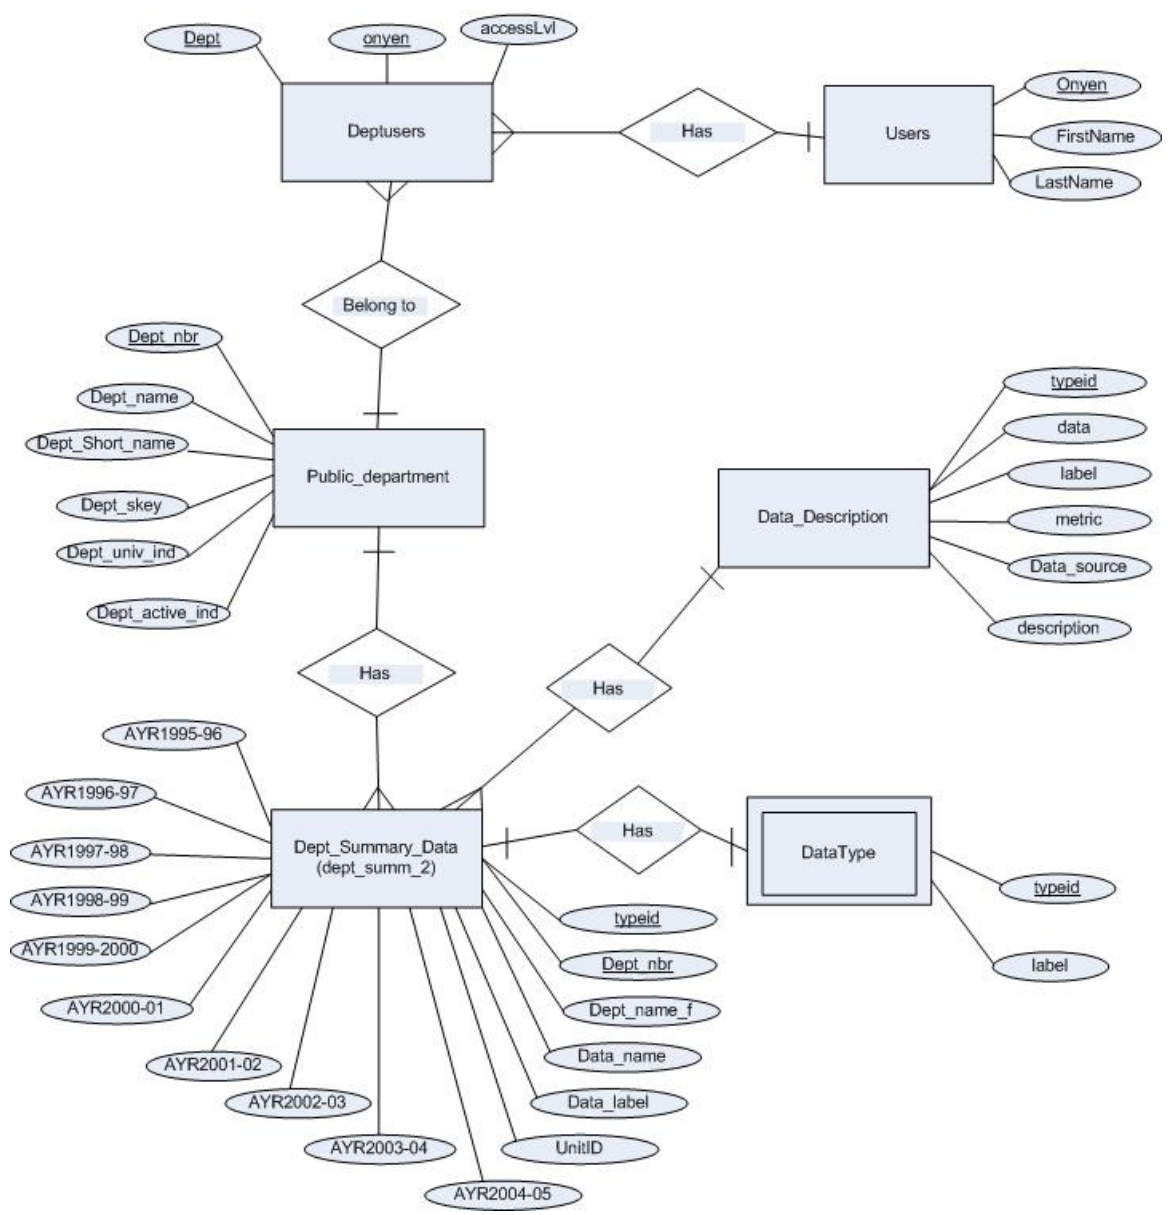 Dept
onyen
accessLvl
Deptusers
Has
Users
Onyen
FirstName
LastName
Belong to
Dept_nbr
Dept_name
Dept_Short_name
Dept_skey
Dept_univ_ind
Dept_active_ind
Public_department
Data_Description
typeid
data
label
metric
Data_source
description
Has
Has
AYR1995-96
AYR1996-97
AYR1997-98
AYR1998-99
AYR1999-2000
AYR2000-01
AYR2001-02
AYR2002-03
AYR2003-04
AYR2004-05
Dept_Summary_Data
(dept_summ_2)
Has
DataType
typeid
label
typeid
Dept_nbr
Dept_name_f
Data_name
Data_label
UnitID